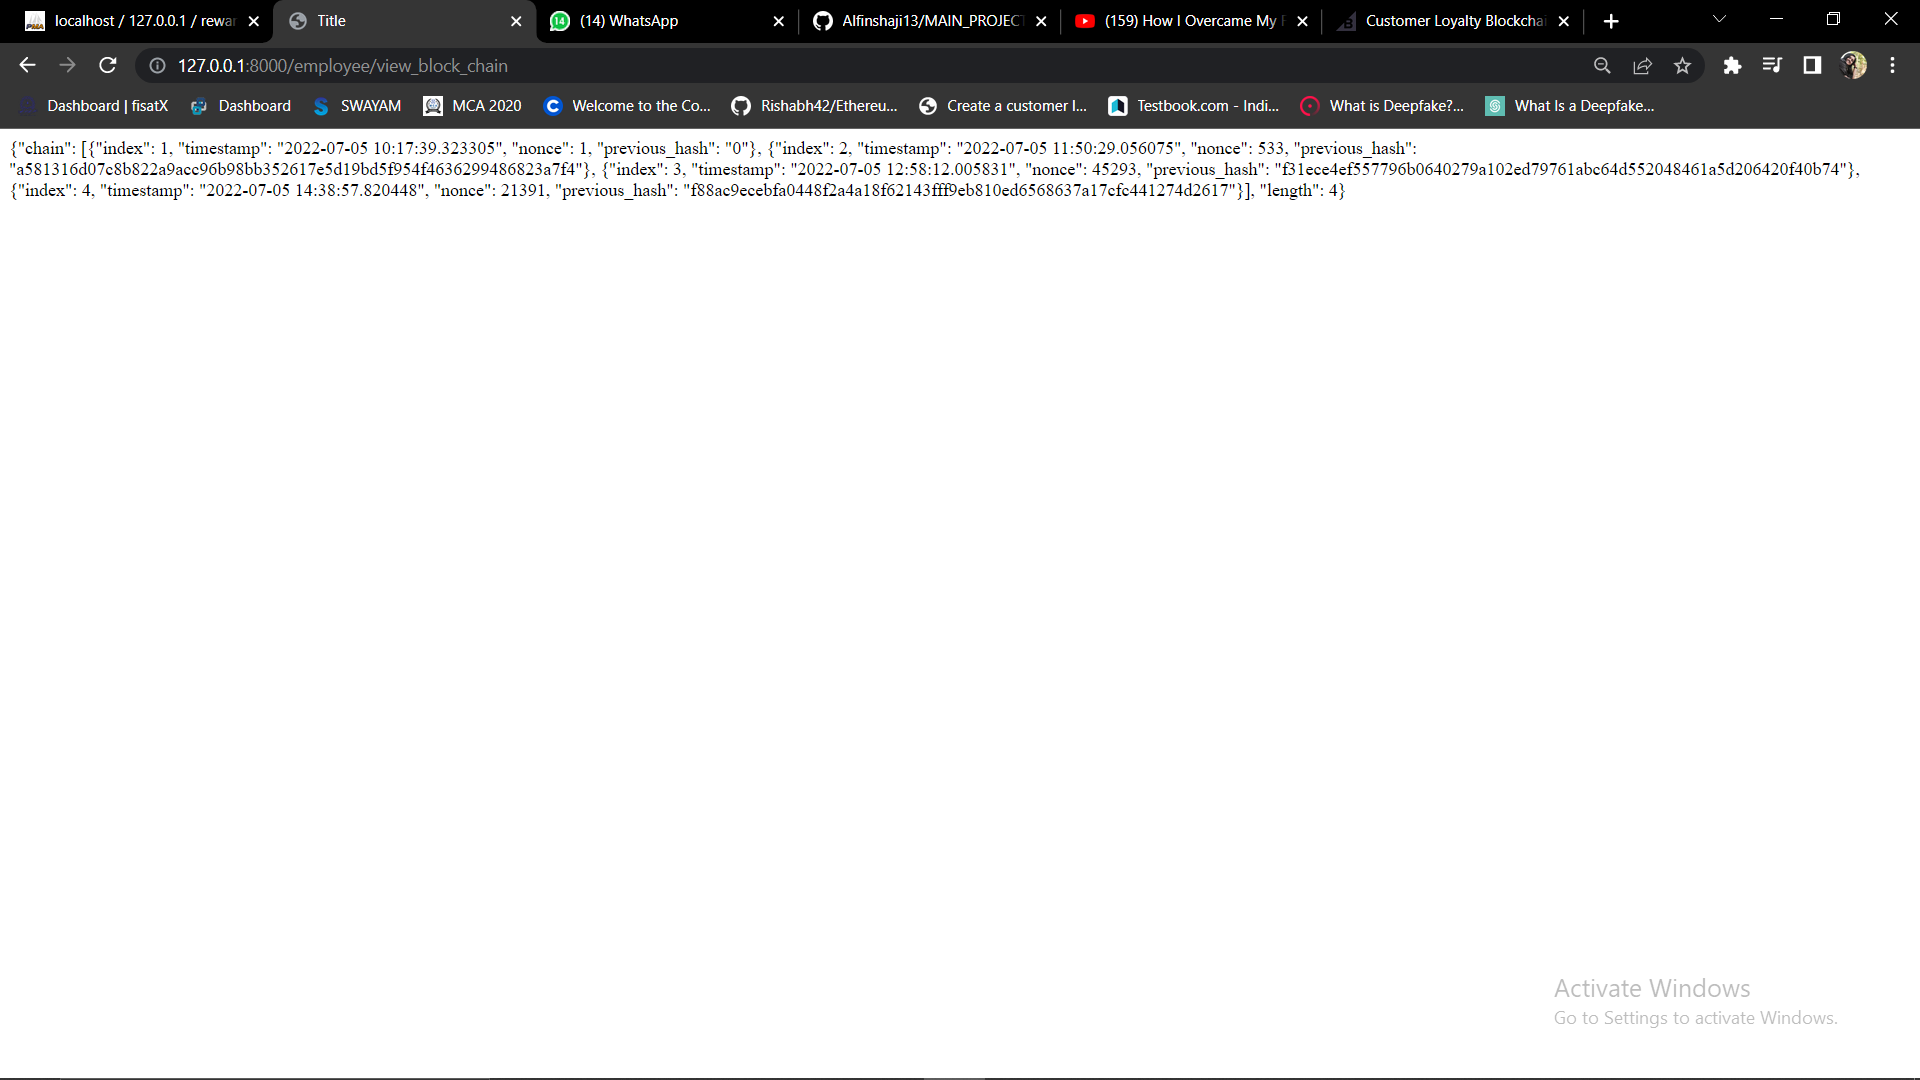 localhost / 127.0.0.1 / rewar
Title
(14) WhatsApp
Alfinshaji13/MAIN_PROJECT
(159) How I Overcame My F
Customer Loyalty Blockchai
127.0.0.1:8000/employee/view_block_chain
Dashboard | fisatX
Dashboard
SWAYAM
MCA 2020
Welcome to the Co...
Rishabh42/Ethereu...
Create a customer l...
Testbook.com - Indi...
What is Deepfake?...
What Is a Deepfake...
{"chain": [{"index": 1, "timestamp": "2022-07-05 10:17:39.323305", "nonce": 1, "previous_hash": "0"}, {"index": 2, "timestamp": "2022-07-05 11:50:29.056075", "nonce": 533, "previous_hash":
"a581316d07c8b822a9acc96b98bb352617e5d19bd5f954f4636299486823a7f4"}, {"index": 3, "timestamp": "2022-07-05 12:58:12.005831", "nonce": 45293, "previous_hash": "f31ece4ef557796b0640279a102ed79761abc64d552048461a5d206420f40b74"},
{"index": 4, "timestamp": "2022-07-05 14:38:57.820448", "nonce": 21391, "previous_hash": "f88ac9ecebfa0448f2a4a18f62143fff9eb810ed6568637a17cfc441274d2617"}], "length": 4}
Activate Windows
Go to Settings to activate Windows.